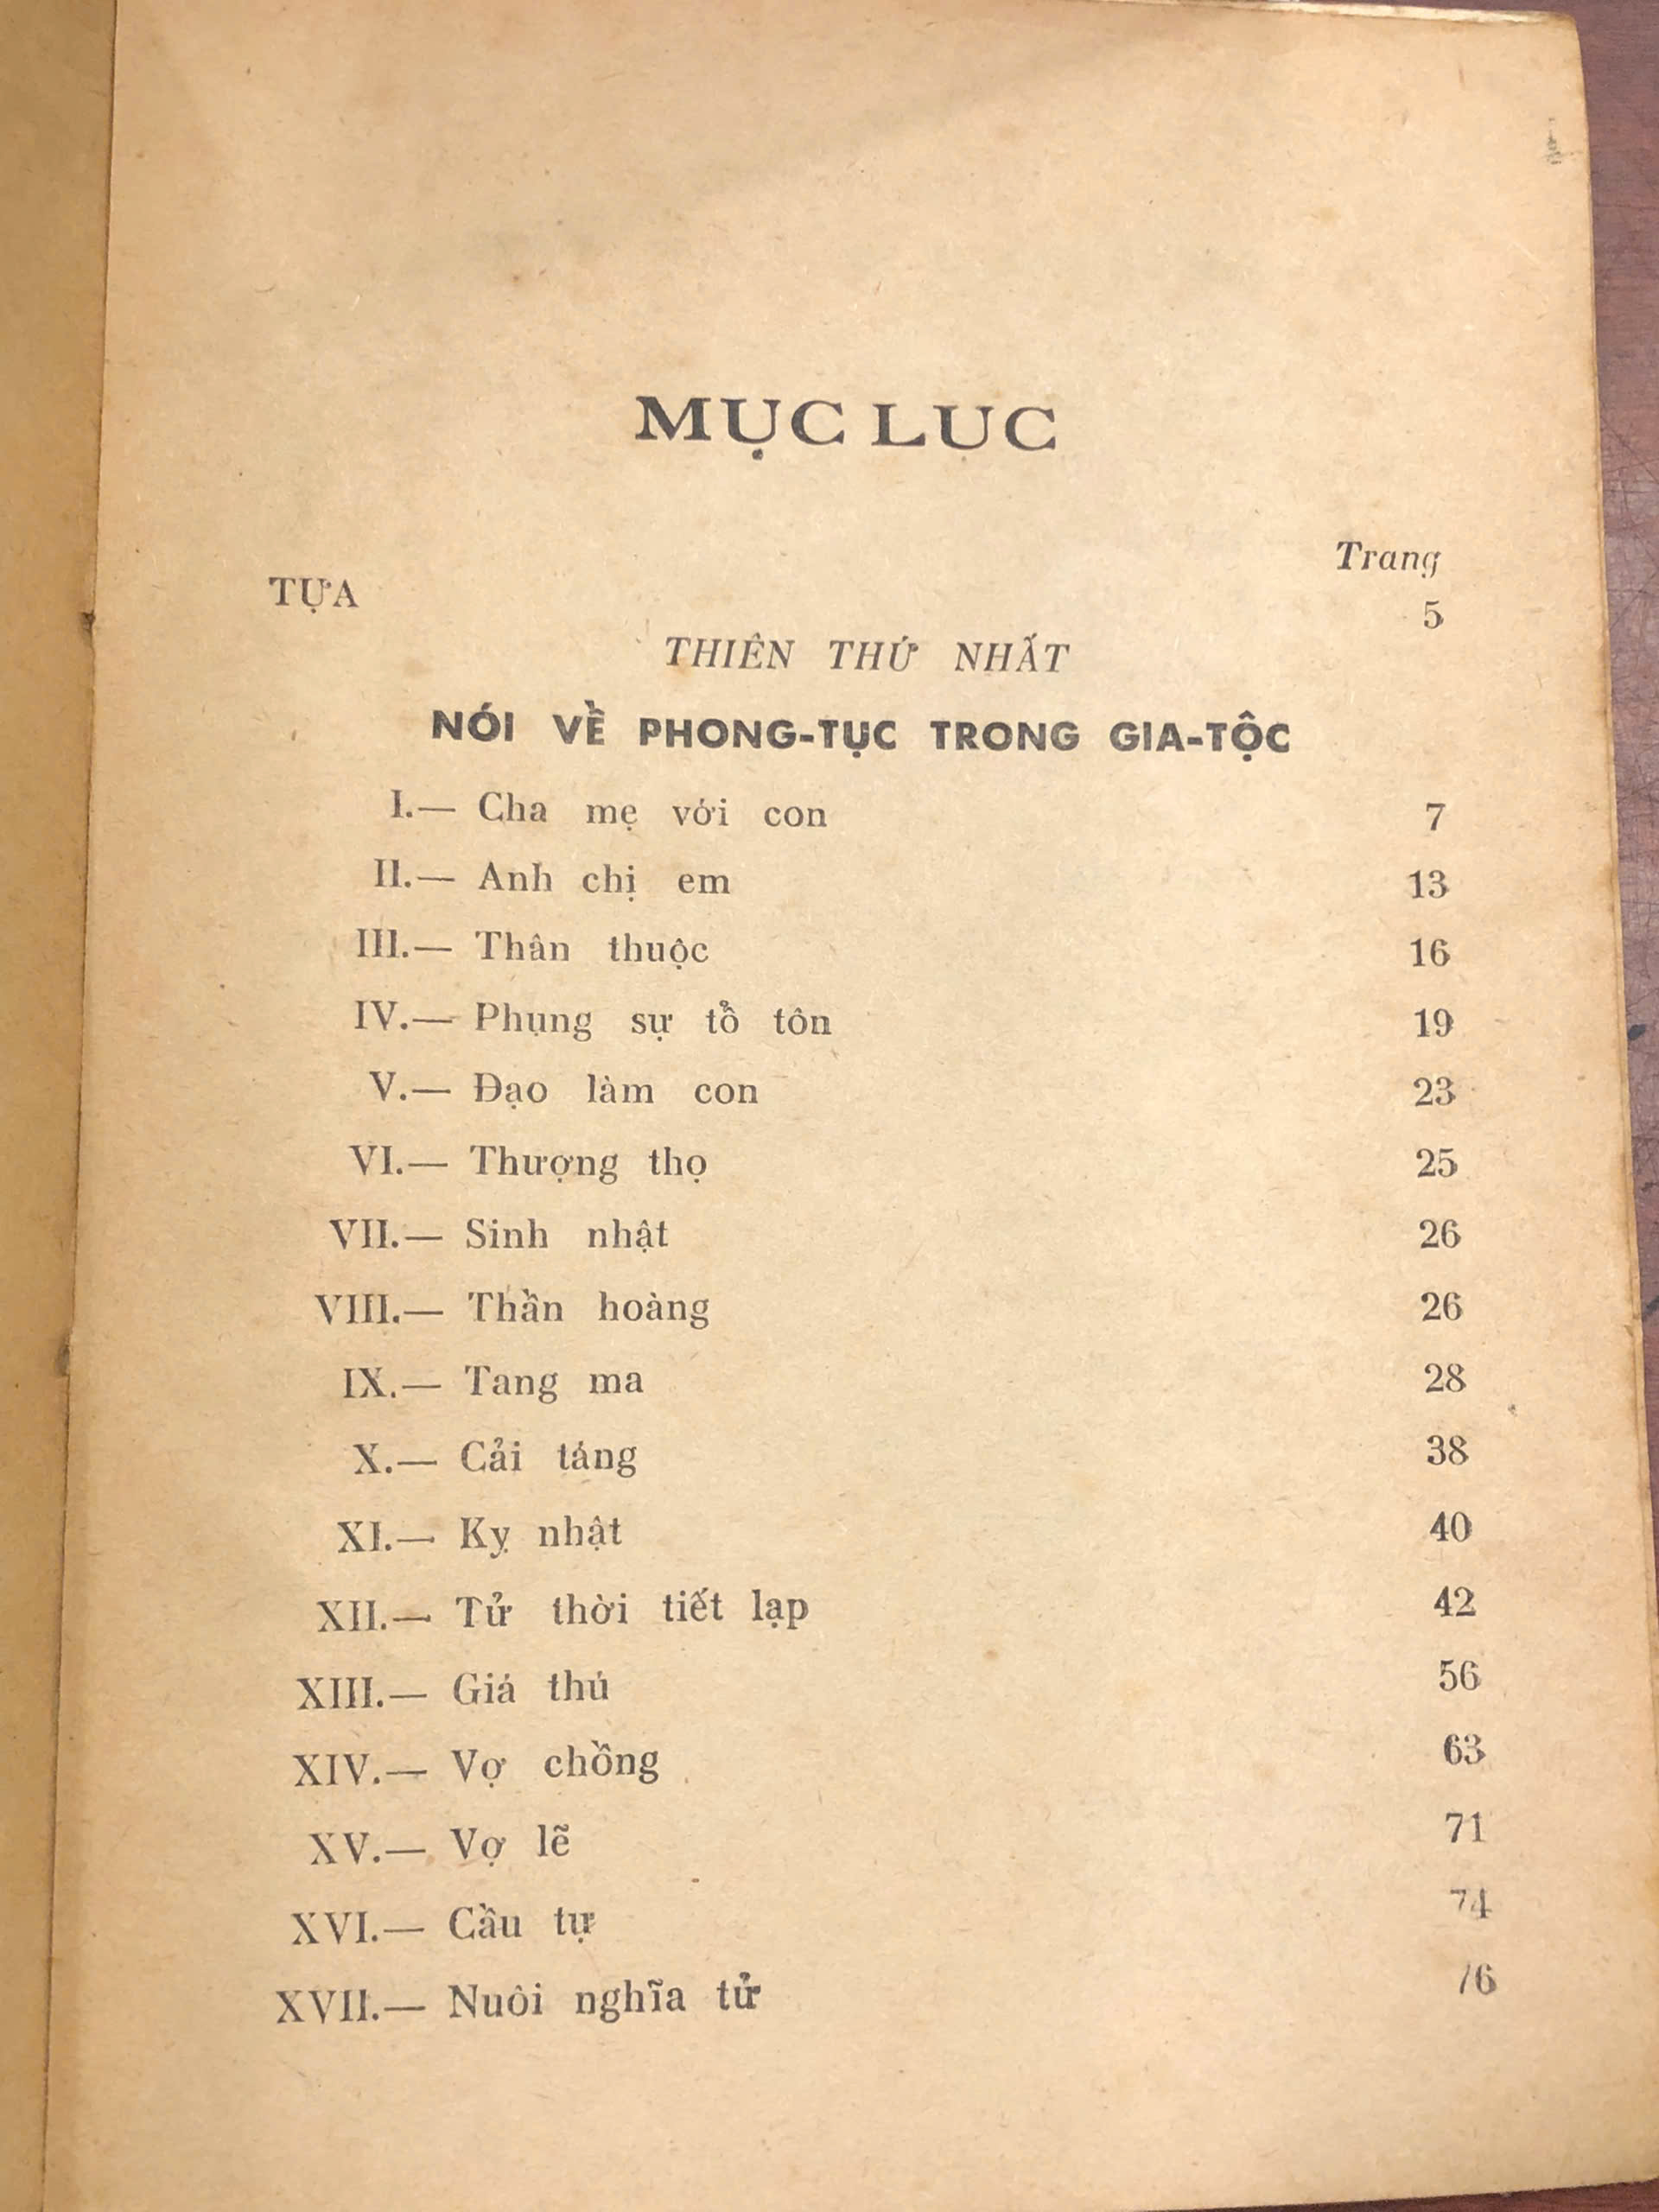 MỤC LỤC
Trang
TỰA 5
THIÊN THỨ NHẤT
NÓI VỀ PHONG-TỤC TRONG GIA-TỘC
I.— Cha mẹ với con 7
II.— Anh chị em 13
III.— Thân thuộc 16
IV.— Phụng sự tổ tôn 19
V.— Đạo làm con 23
VI.— Thượng thọ 25
VII.— Sinh nhật 26
VIII.— Thần hoàng 26
IX.— Tang ma 28
X.— Cải táng 38
XI.— Kỵ nhật 40
XII.— Tử thời tiết lạp 42
XIII.— Giá thú 56
XIV.— Vợ chồng 63
XV.— Vợ lẽ 71
XVI.— Cầu tự 74
XVII.— Nuôi nghĩa tử 76